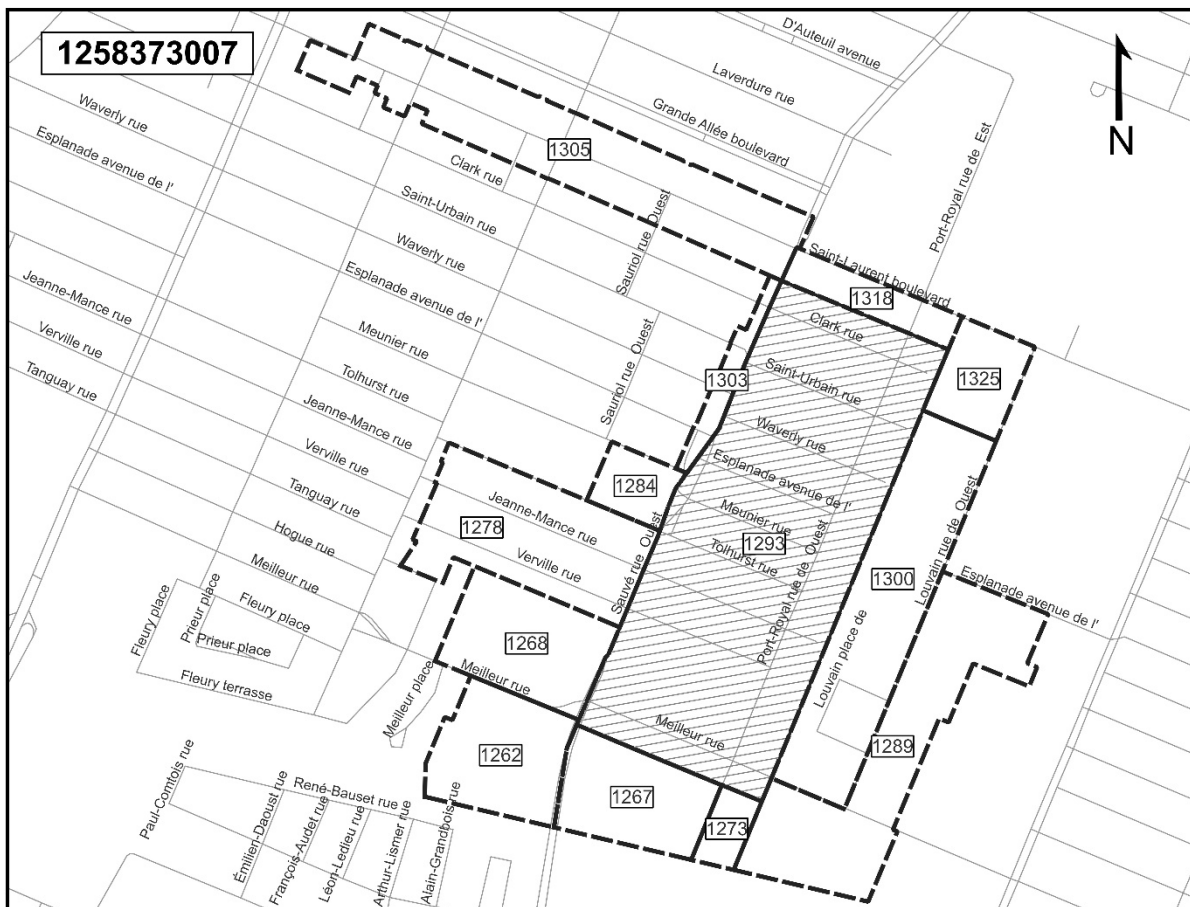 1258373007
N
D'Auteuil avenue
Laverdure rue
Grande Allée boulevard
Port-Royal rue de Est
Waverly rue
Esplanade avenue de l'
1305
Clark rue
Saint-Urbain rue
Waverly rue
Esplanade avenue de l'
Sauriol rue Ouest
Saint-Laurent boulevard
1318
Clark rue
Jeanne-Mance rue
Verville rue
Tanguay rue
Meunier rue
Tolhurst rue
Jeanne-Mance rue
Verville rue
Tanguay rue
Hogue rue
Meilleur rue
Sauriol rue Ouest
1303
Saint-Urbain rue
1325
Waverly rue
Esplanade avenue de l'
1284
Meunier rue
1293
Tolhurst rue
1278
Jeanne-Mance rue
Verville rue
Sauvé rue Ouest
Port-Royal rue de Ouest
1300
Louvain rue de Ouest
Esplanade avenue de l'
Louvain place de
Fleury place
Prieur place
Fleury place
Prieur place
Fleury terrasse
1268
Meilleur rue
Meilleur place
Meilleur rue
1289
1262
1267
1273
Paul-Comtois rue
René-Bauset rue
Émilien-Daoust rue
François-Audet rue
Léon-Ledieu rue
Arthur-Lismer rue
Alain-Grandbois rue